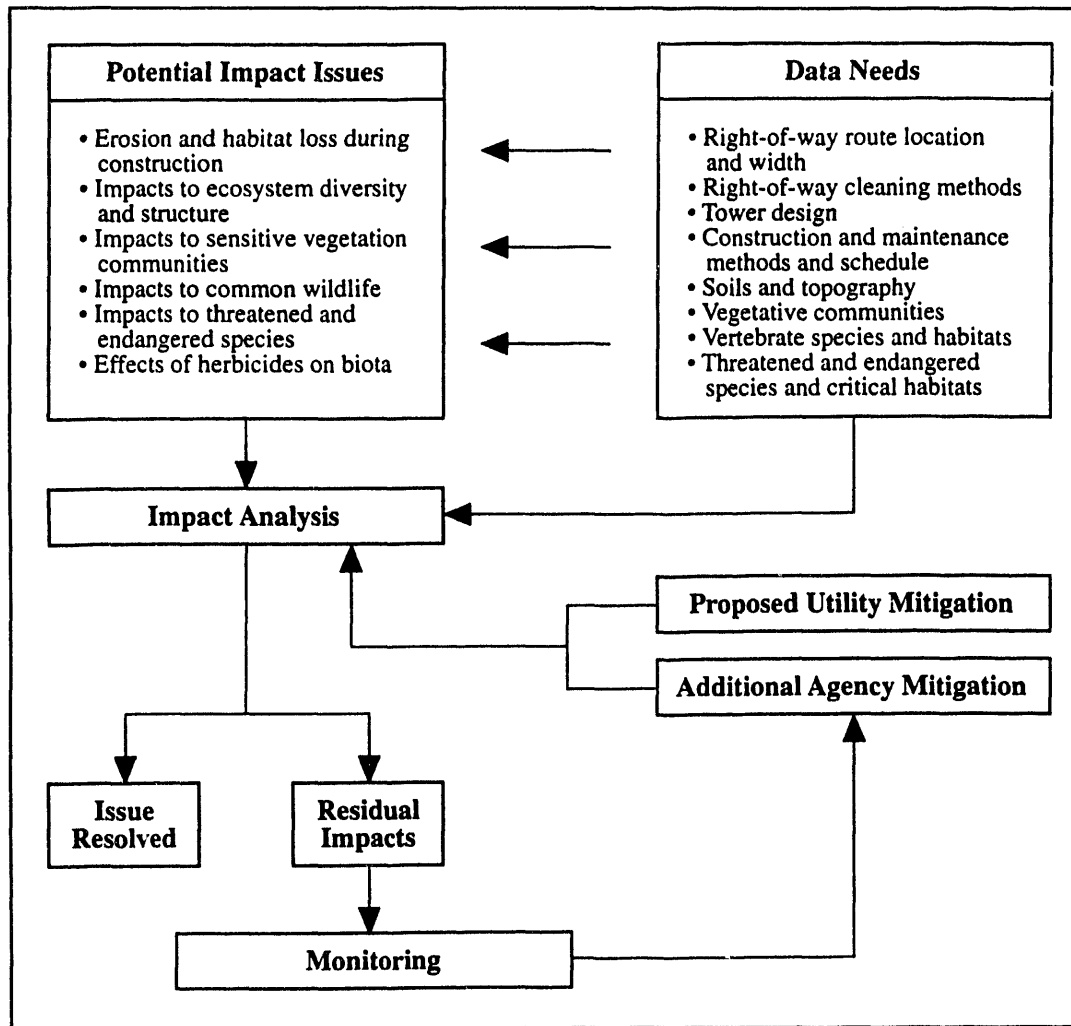 Potential Impact Issues
• Erosion and habitat loss during
construction
• Impacts to ecosystem diversity
and structure
• Impacts to sensitive vegetation
communities
• Impacts to common wildlife
• Impacts to threatened and
endangered species
• Effects of herbicides on biota
Data Needs
• Right-of-way route location
and width
• Right-of-way cleaning methods
• Tower design
• Construction and maintenance
methods and schedule
• Soils and topography
• Vegetative communities
• Vertebrate species and habitats
• Threatened and endangered
species and critical habitats
Impact Analysis
Proposed Utility Mitigation
Additional Agency Mitigation
Issue
Resolved
Residual
Impacts
Monitoring